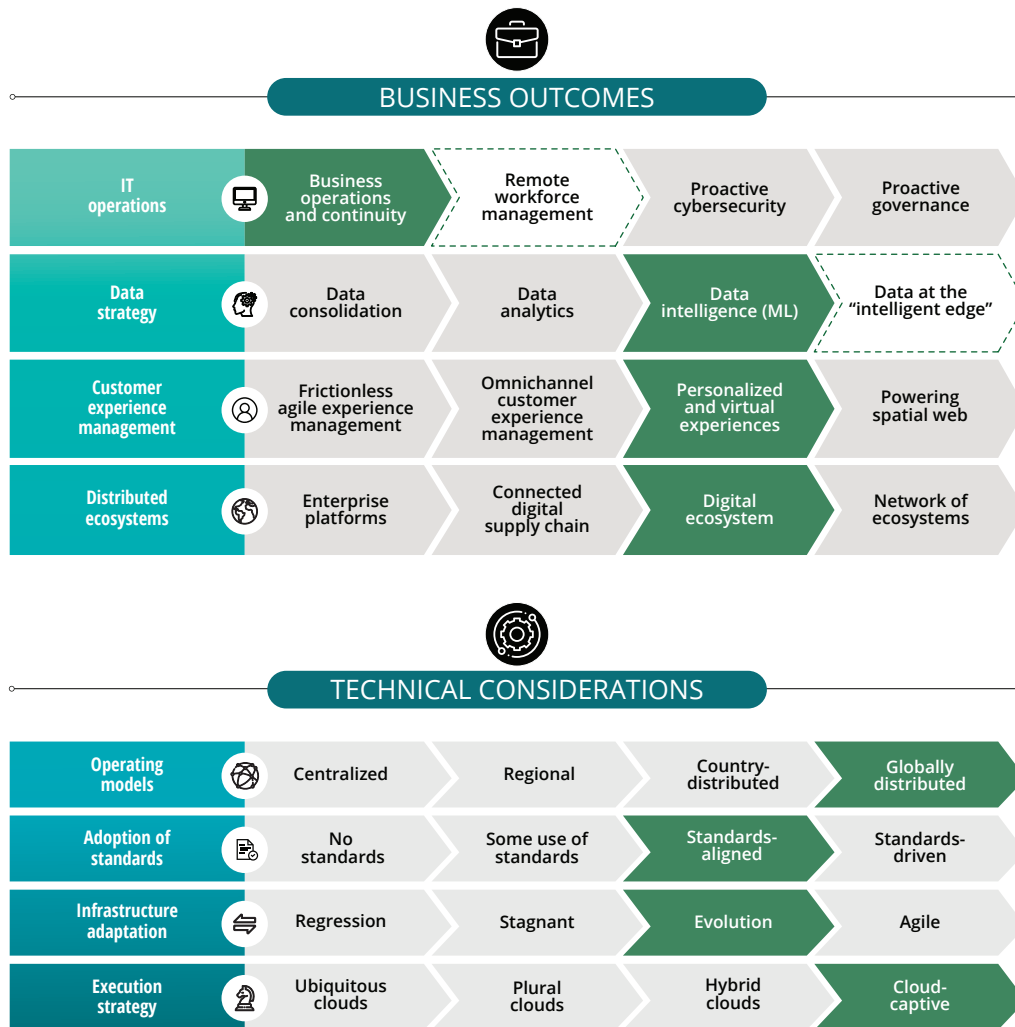 BUSINESS OUTCOMES
IT
operations
Business
operations
and continuity
Remote
workforce
management
Proactive
cybersecurity
Proactive
governance
Data
strategy
Data
consolidation
Data
analytics
Data
intelligence (ML)
Data at the
“intelligent edge”
Customer
experience
management
Frictionless
agile experience
management
Omnichannel
customer
experience
management
Personalized
and virtual
experiences
Powering
spatial web
Distributed
ecosystems
Enterprise
platforms
Connected
digital
supply chain
Digital
ecosystem
Network of
ecosystems
TECHNICAL CONSIDERATIONS
Operating
models
Centralized
Regional
Country-
distributed
Globally
distributed
Adoption of
standards
No
standards
Some use of
standards
Standards-
aligned
Standards-
driven
Infrastructure
adaptation
Regression
Stagnant
Evolution
Agile
Execution
strategy
Ubiquitous
clouds
Plural
clouds
Hybrid
clouds
Cloud-
captive